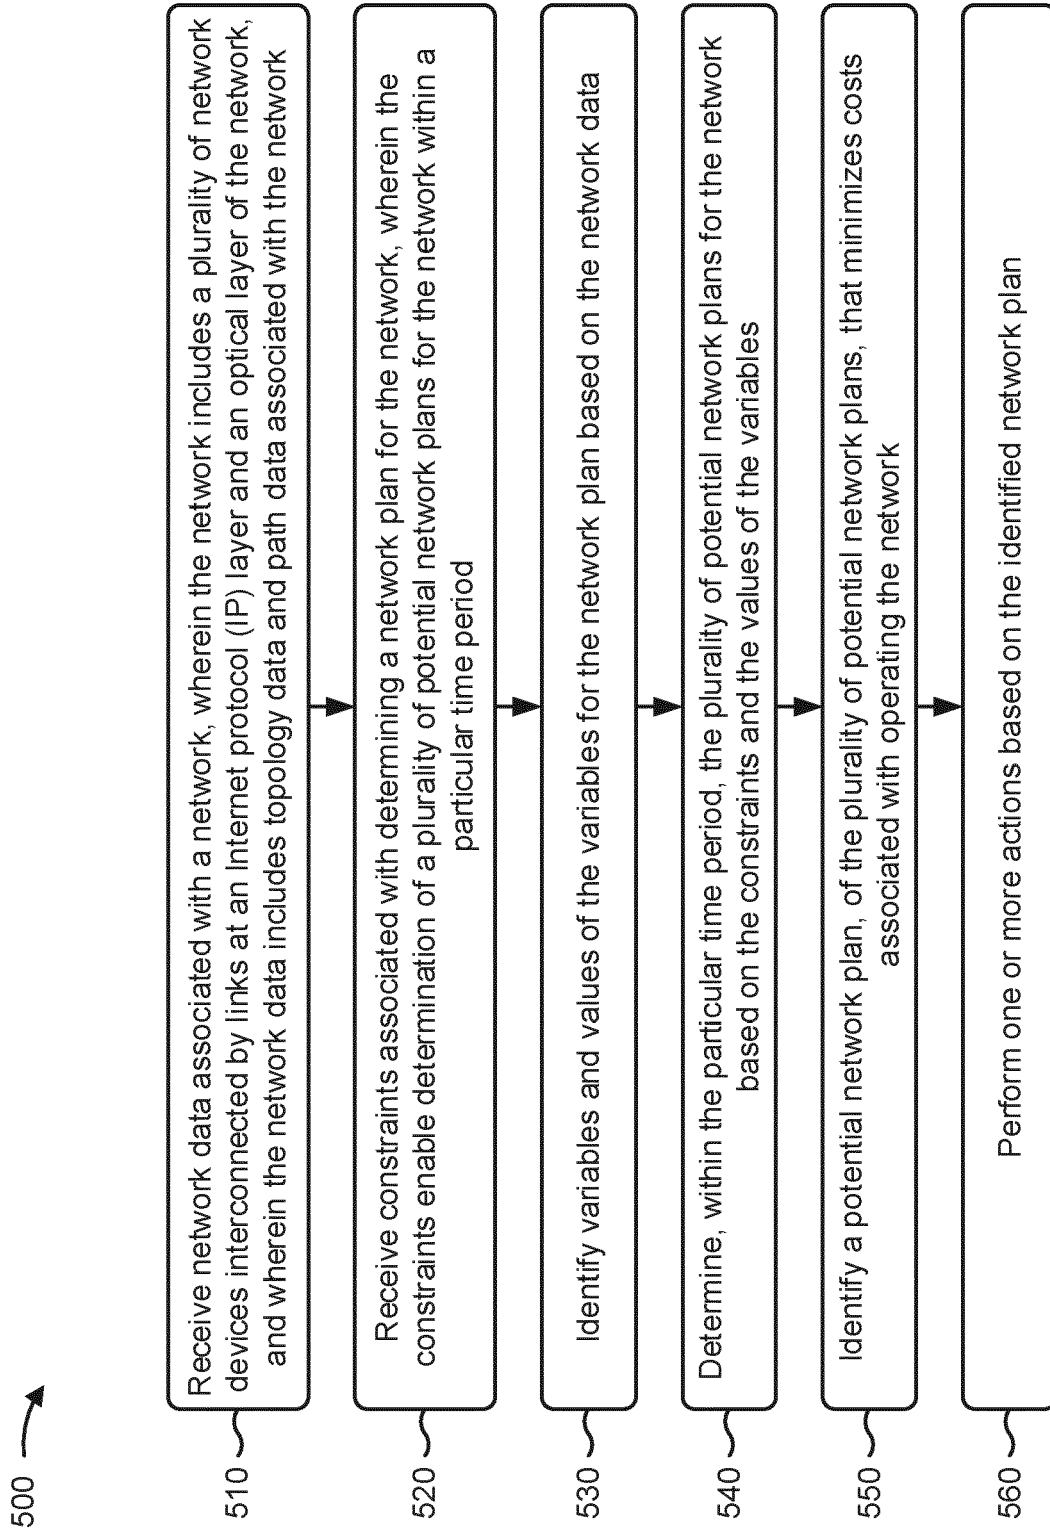 500
510
Receive network data associated with a network, wherein the network includes a plurality of network
devices interconnected by links at an Internet protocol (IP) layer and an optical layer of the network,
and wherein the network data includes topology data and path data associated with the network
520
Receive constraints associated with determining a network plan for the network, wherein the
constraints enable determination of a plurality of potential network plans for the network within a
particular time period
530
Identify variables and values of the variables for the network plan based on the network data
540
Determine, within the particular time period, the plurality of potential network plans for the network
based on the constraints and the values of the variables
550
Identify a potential network plan, of the plurality of potential network plans, that minimizes costs
associated with operating the network
560
Perform one or more actions based on the identified network plan